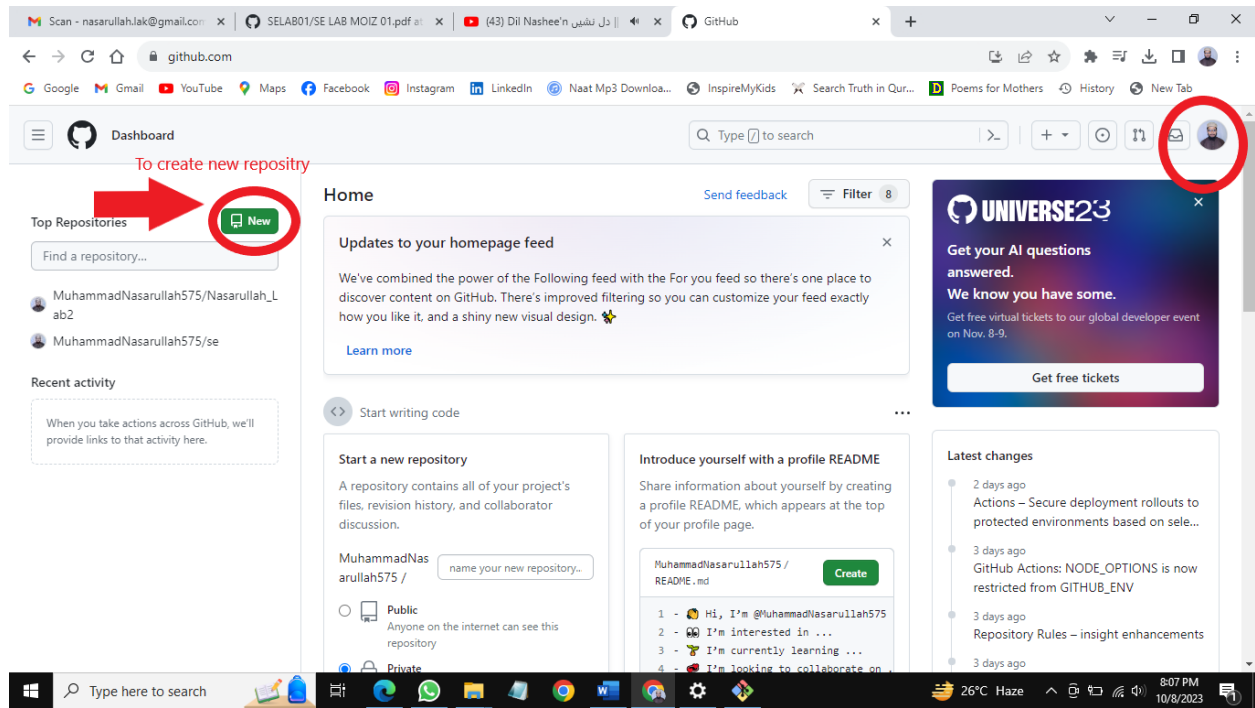 Scan - nasarullah.lak@gmail.com
SELAB01/SE LAB MOIZ 01.pdf at
(43) Dil Nashee'n دل نشیں ||
GitHub
github.com
Google
Gmail
YouTube
Maps
Facebook
Instagram
LinkedIn
Naat Mp3 Downloa...
InspireMyKids
Search Truth in Qur...
Poems for Mothers
History
New Tab
Dashboard
Type / to search
To create new repositry
Top Repositories
New
Find a repository...
MuhammadNasarullah575/Nasarullah_L
ab2
MuhammadNasarullah575/se
Recent activity
When you take actions across GitHub, we'll
provide links to that activity here.
Home
Send feedback
Filter 8
Updates to your homepage feed
We've combined the power of the Following feed with the For you feed so there's one place to
discover content on GitHub. There's improved filtering so you can customize your feed exactly
how you like it, and a shiny new visual design. ✨
Learn more
Start writing code
Start a new repository
A repository contains all of your project's
files, revision history, and collaborator
discussion.
MuhammadNas
arullah575 /
name your new repository...
Public
Anyone on the internet can see this
repository
Private
Introduce yourself with a profile README
Share information about yourself by creating
a profile README, which appears at the top
of your profile page.
MuhammadNasarullah575 /
README.md
Create
1 - 👋 Hi, I'm @MuhammadNasarullah575
2 - 👀 I'm interested in ...
3 - 🌱 I'm currently learning ...
4 - 💞️ I'm looking to collaborate on .
UNIVERSE23
Get your AI questions
answered.
We know you have some.
Get free virtual tickets to our global developer event
on Nov. 8-9.
Get free tickets
Latest changes
2 days ago
Actions – Secure deployment rollouts to
protected environments based on sele...
3 days ago
GitHub Actions: NODE_OPTIONS is now
restricted from GITHUB_ENV
3 days ago
Repository Rules – insight enhancements
3 days ago
Type here to search
26°C Haze
8:07 PM
10/8/2023
1